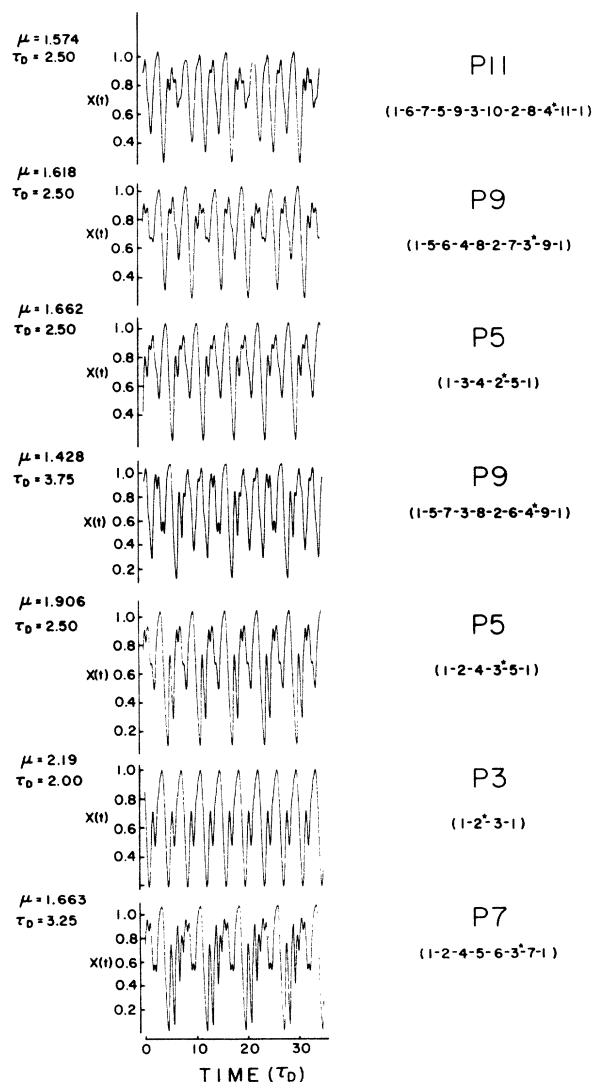 μ = 1.574
τD = 2.50
1.0
0.8
X(t)
0.4
P11
(1-6-7-5-9-3-10-2-8-4*-11-1)
μ = 1.618
τD = 2.50
1.0
0.8
X(t)
0.4
P9
(1-5-6-4-8-2-7-3*-9-1)
μ = 1.662
τD = 2.50
1.0
0.8
X(t)
0.6
0.4
P5
(1-3-4-2*-5-1)
μ = 1.428
τD = 3.75
1.0
0.8
0.6
X(t)
0.4
0.2
P9
(1-5-7-3-8-2-6-4*-9-1)
μ = 1.906
τD = 2.50
1.0
0.8
X(t)
0.4
0.2
P5
(1-2-4-3*-5-1)
μ = 2.19
τD = 2.00
1.0
X(t)
0.6
0.4
P3
(1-2*-3-1)
μ = 1.663
τD = 3.25
1.0
0.8
X(t) 0.6
0.4
0.2
P7
(1-2-4-5-6-3*-7-1)
0 10 20 30
TIME (τD)